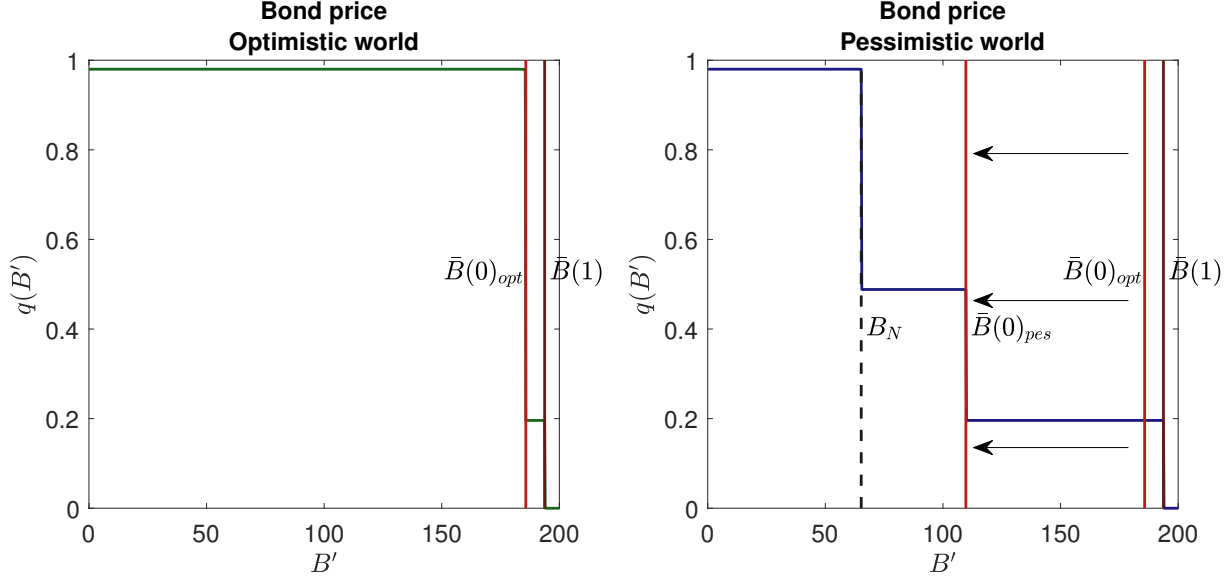 Bond price
Optimistic world
1
0.8
0.6
0.4
0.2
0
q(B′)
B̄(0)ₒₚₜ
B̄(1)
0
50
100
150
200
B′
Bond price
Pessimistic world
1
0.8
0.6
0.4
0.2
0
q(B′)
B_N
B̄(0)_{pes}
B̄(0)_{opt}
B̄(1)
0
50
100
150
200
B′